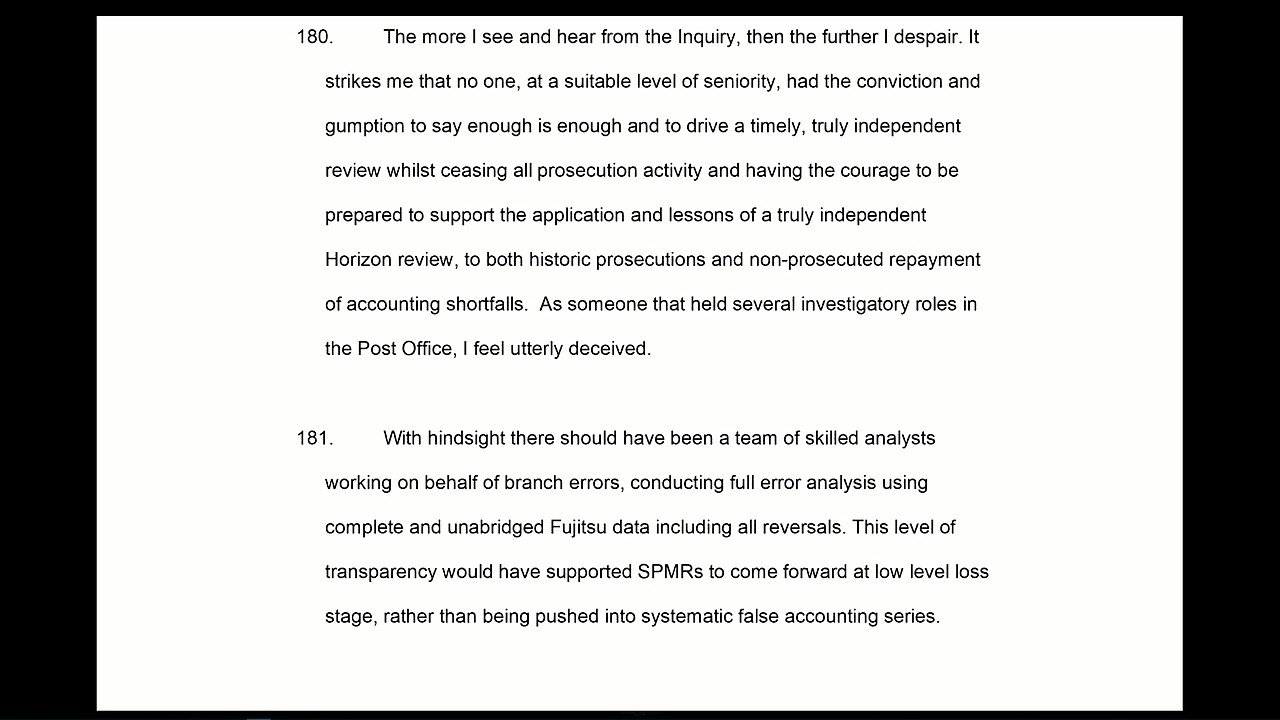 180. The more I see and hear from the Inquiry, then the further I despair. It
strikes me that no one, at a suitable level of seniority, had the conviction and
gumption to say enough is enough and to drive a timely, truly independent
review whilst ceasing all prosecution activity and having the courage to be
prepared to support the application and lessons of a truly independent
Horizon review, to both historic prosecutions and non-prosecuted repayment
of accounting shortfalls.  As someone that held several investigatory roles in
the Post Office, I feel utterly deceived.
181. With hindsight there should have been a team of skilled analysts
working on behalf of branch errors, conducting full error analysis using
complete and unabridged Fujitsu data including all reversals. This level of
transparency would have supported SPMRs to come forward at low level loss
stage, rather than being pushed into systematic false accounting series.